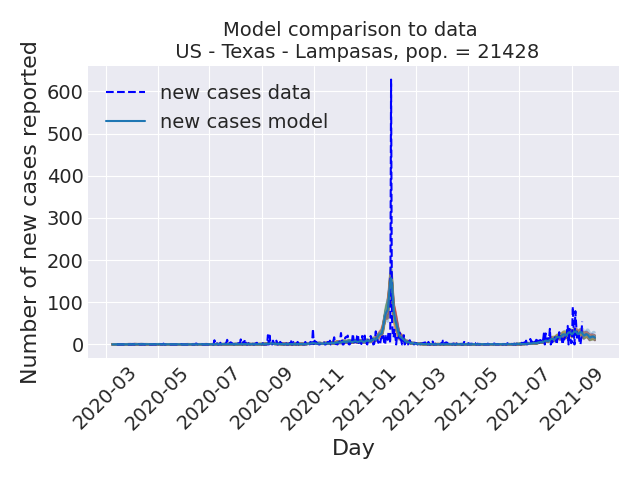 Model comparison to data
US - Texas - Lampasas, pop. = 21428
new cases data
new cases model
Number of new cases reported
600
500
400
300
200
100
0
2020-03
2020-05
2020-07
2020-09
2020-11
2021-01
2021-03
2021-05
2021-07
2021-09
Day